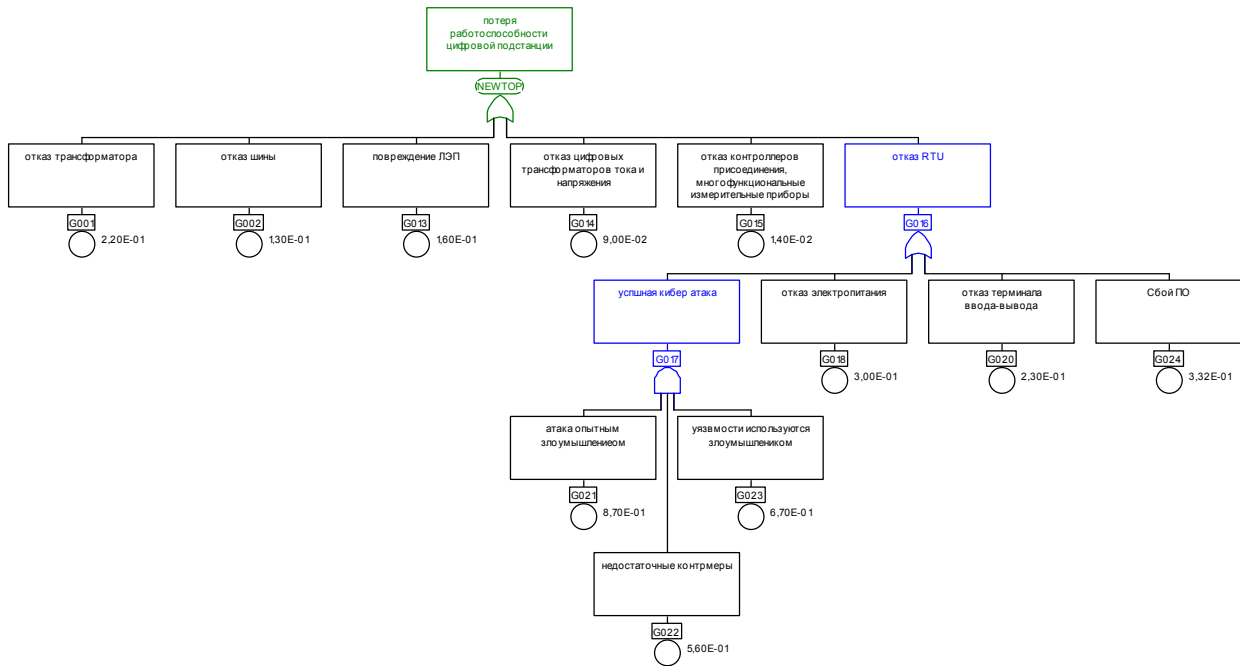 потеря
работоспособности
цифровой подстанции
NEWTOP
отказ трансформатора
G001
2,20E-01
отказ шины
G002
1,30E-01
повреждение ЛЭП
G013
1,60E-01
отказ цифровых
трансформаторов тока и
напряжения
G014
9,00E-02
отказ контроллеров
присоединения,
многофункциональные
измерительные приборы
G015
1,40E-02
отказ RTU
G016
успшная кибер атака
G017
отказ электропитания
G018
3,00E-01
отказ терминала
ввода-вывода
G020
2,30E-01
Сбой ПО
G024
3,32E-01
атака опытным
злоумышлениеом
G021
8,70E-01
уязвмости используются
злоумышлеником
G023
6,70E-01
недостаточные контрмеры
G022
5,60E-01